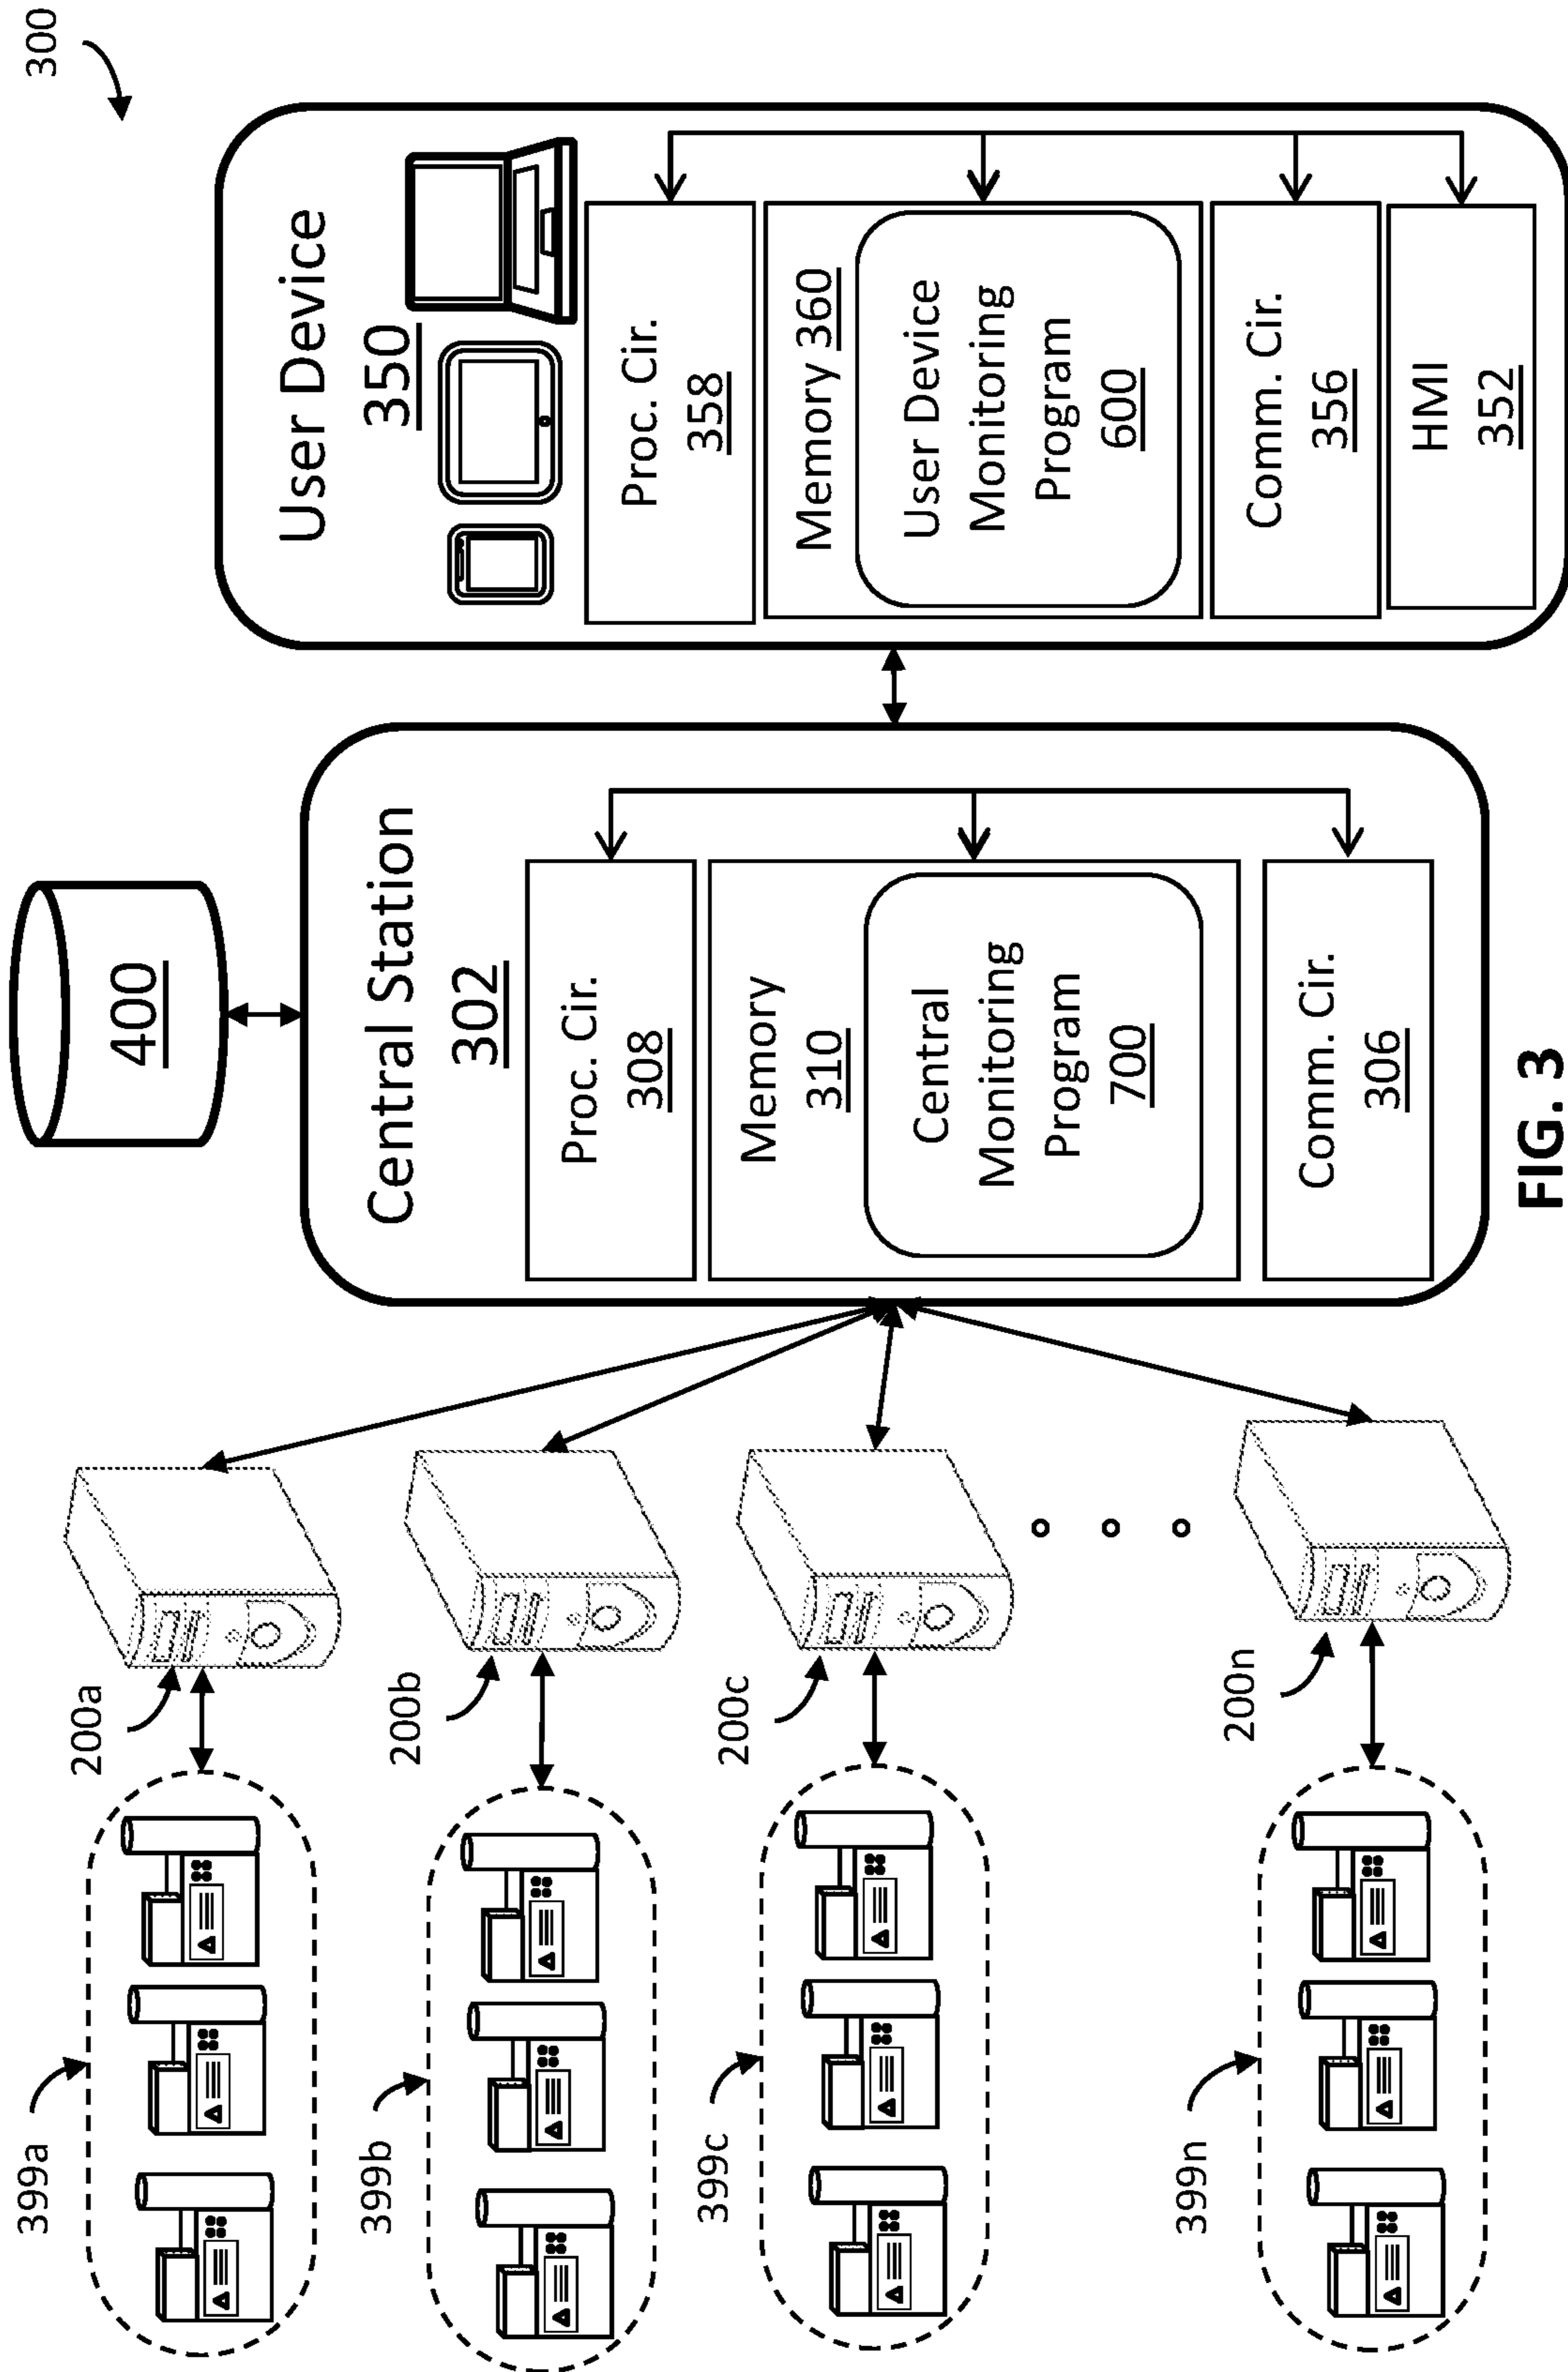 300
400
Central Station
302
Proc. Cir.
308
Memory
310
Central
Monitoring
Program
700
Comm. Cir.
306
User Device
350
Proc. Cir.
358
Memory 360
User Device
Monitoring
Program
600
Comm. Cir.
356
HMI
352
399a
200a
399b
200b
399c
200c
399n
200n
FIG. 3